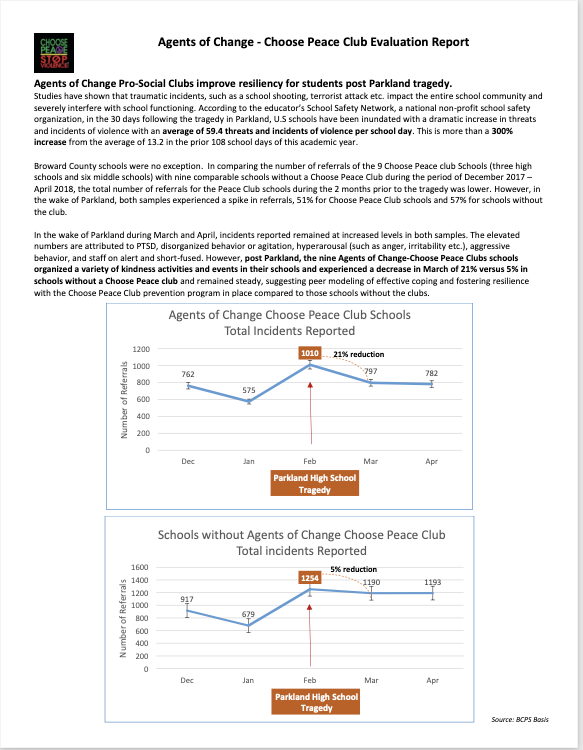 CHOOSE
PEACE
STOP
VIOLENCE
Agents of Change - Choose Peace Club Evaluation Report
Agents of Change Pro-Social Clubs improve resiliency for students post Parkland tragedy.
Studies have shown that traumatic incidents, such as a school shooting, terrorist attack etc. impact the entire school community and
severely interfere with school functioning. According to the educator's School Safety Network, a national non-profit school safety
organization, in the 30 days following the tragedy in Parkland, U.S schools have been inundated with a dramatic increase in threats
and incidents of violence with an average of 59.4 threats and incidents of violence per school day. This is more than a 300%
increase from the average of 13.2 in the prior 108 school days of this academic year.
Broward County schools were no exception. In comparing the number of referrals of the 9 Choose Peace club Schools (three high
schools and six middle schools) with nine comparable schools without a Choose Peace Club during the period of December 2017 –
April 2018, the total number of referrals for the Peace Club schools during the 2 months prior to the tragedy was lower. However, in
the wake of Parkland, both samples experienced a spike in referrals, 51% for Choose Peace Clubs and 57% for schools without
the club.
In the wake of Parkland during March and April, incidents reported remained at increased levels in both samples. The elevated
numbers are attributed to PTSD, disorganized behavior or agitation, hyperarousal (such as anger, irritability etc.), aggressive
behavior, and staff on alert and short-fused. However, post Parkland, the nine Agents of Change-Choose Peace Clubs schools
organized a variety of kindness activities and events in their schools and experienced a decrease in March of 21% versus 5% in
schools without a Choose Peace club and remained steady, suggesting peer modeling of effective coping and fostering resilience
with the Choose Peace Club prevention program in place compared to those schools without the clubs.
Agents of Change Choose Peace Club Schools
Total Incidents Reported
Number of Referrals
1200
1000
800
600
400
200
0
762
575
1010
21% reduction
797
782
Dec
Jan
Feb
Mar
Apr
Parkland High School
Tragedy
Schools without Agents of Change Choose Peace Club
Total incidents Reported
Number of Referrals
1600
1400
1200
1000
800
600
400
200
0
917
679
1254
5% reduction
1190
1193
Dec
Jan
Feb
Mar
Apr
Parkland High School
Tragedy
Source: BCPS Basis